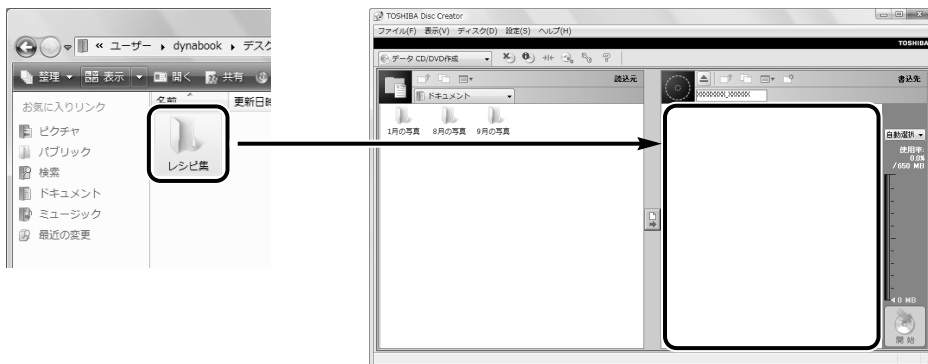 « ユーザー ▸ dynabook ▸ デスク
整理 ▼ 表示 ▼ 開く 共有
お気に入りリンク
ピクチャ
パブリック
検索
ドキュメント
ミュージック
最近の変更
名前
更新日時
レシピ集
TOSHIBA Disc Creator
ファイル(F) 表示(V) ディスク(D) 設定(S) ヘルプ(H)
TOSHIBA
データ CD/DVD作成
読込元
ドキュメント
1月の写真 8月の写真 9月の写真
書込先
XXXXXXXX_XXXXXX
自動選択
使用率:
0.0%
/650 MB
0 MB
開始